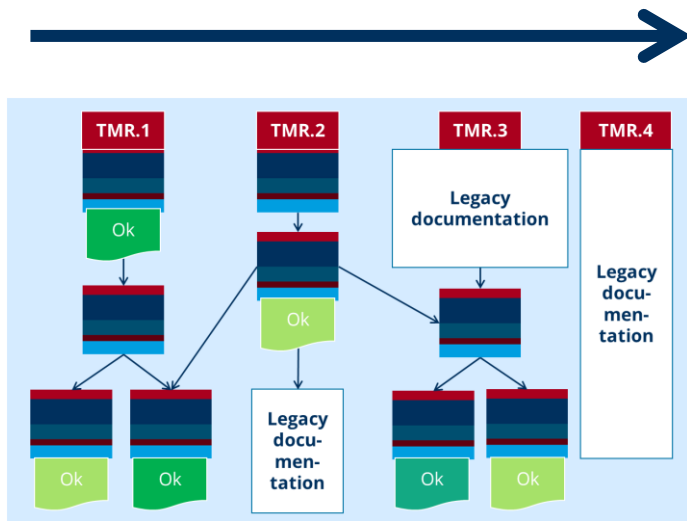 TMR.1
TMR.2
TMR.3
TMR.4
Legacy
documentation
Ok
Ok
Legacy
docu-
men-
tation
Legacy
docu-
men-
tation
Ok
Ok
Ok
Ok